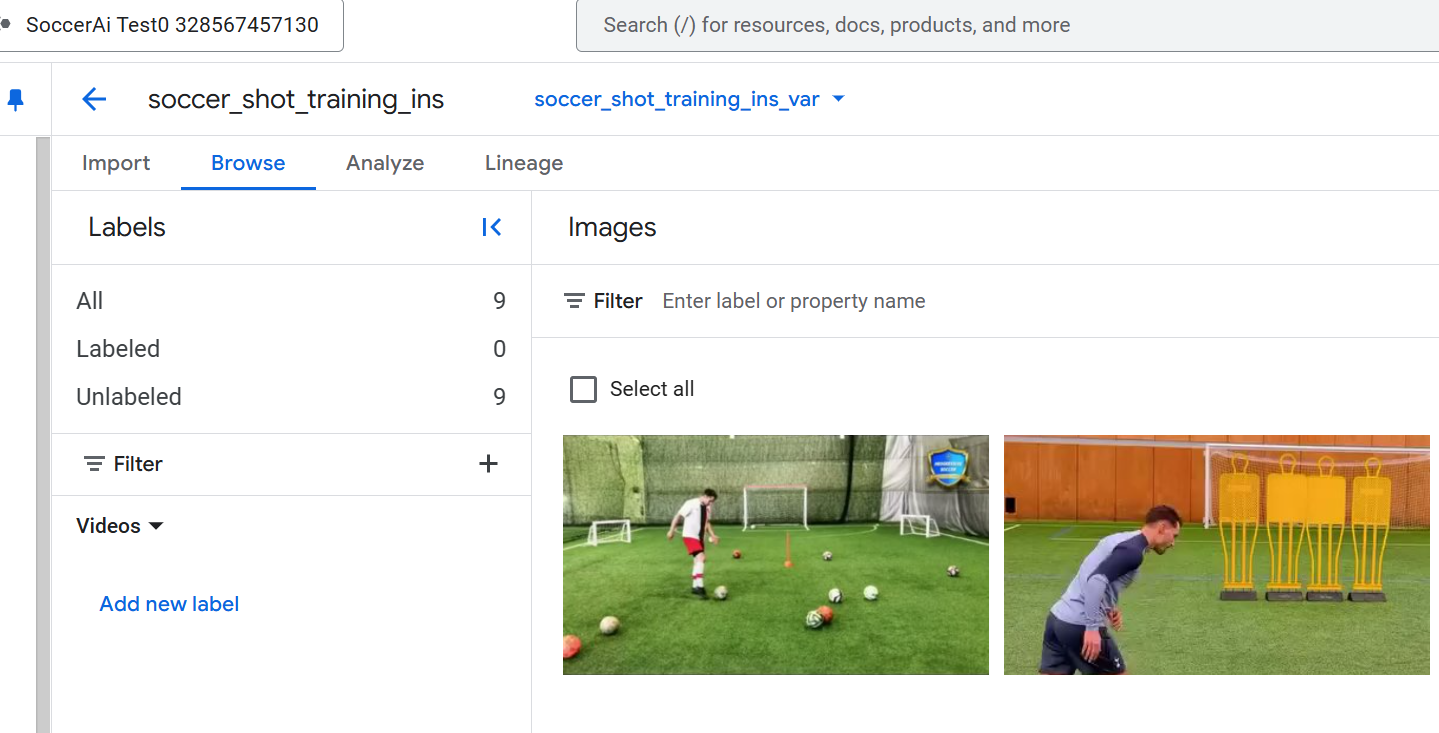 SoccerAi Test0 328567457130
Search (/) for resources, docs, products, and more
soccer_shot_training_ins
soccer_shot_training_ins_var
Import Browse Analyze Lineage
Labels
All 9
Labeled 0
Unlabeled 9
Filter
Videos
Add new label
Images
Filter Enter label or property name
Select all